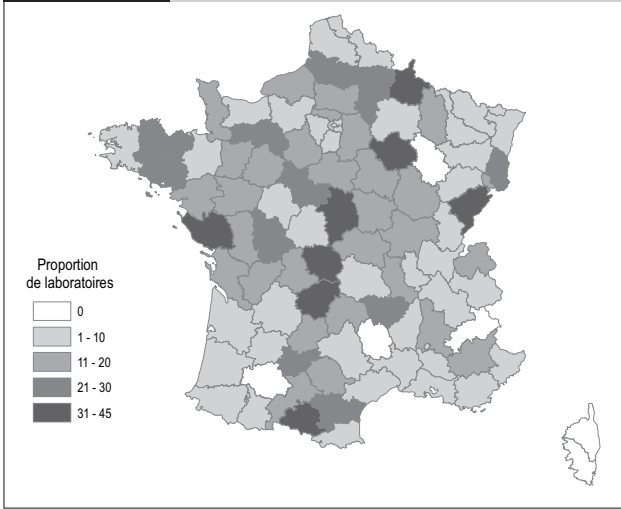 Proportion
de laboratoires
0
1 - 10
11 - 20
21 - 30
31 - 45